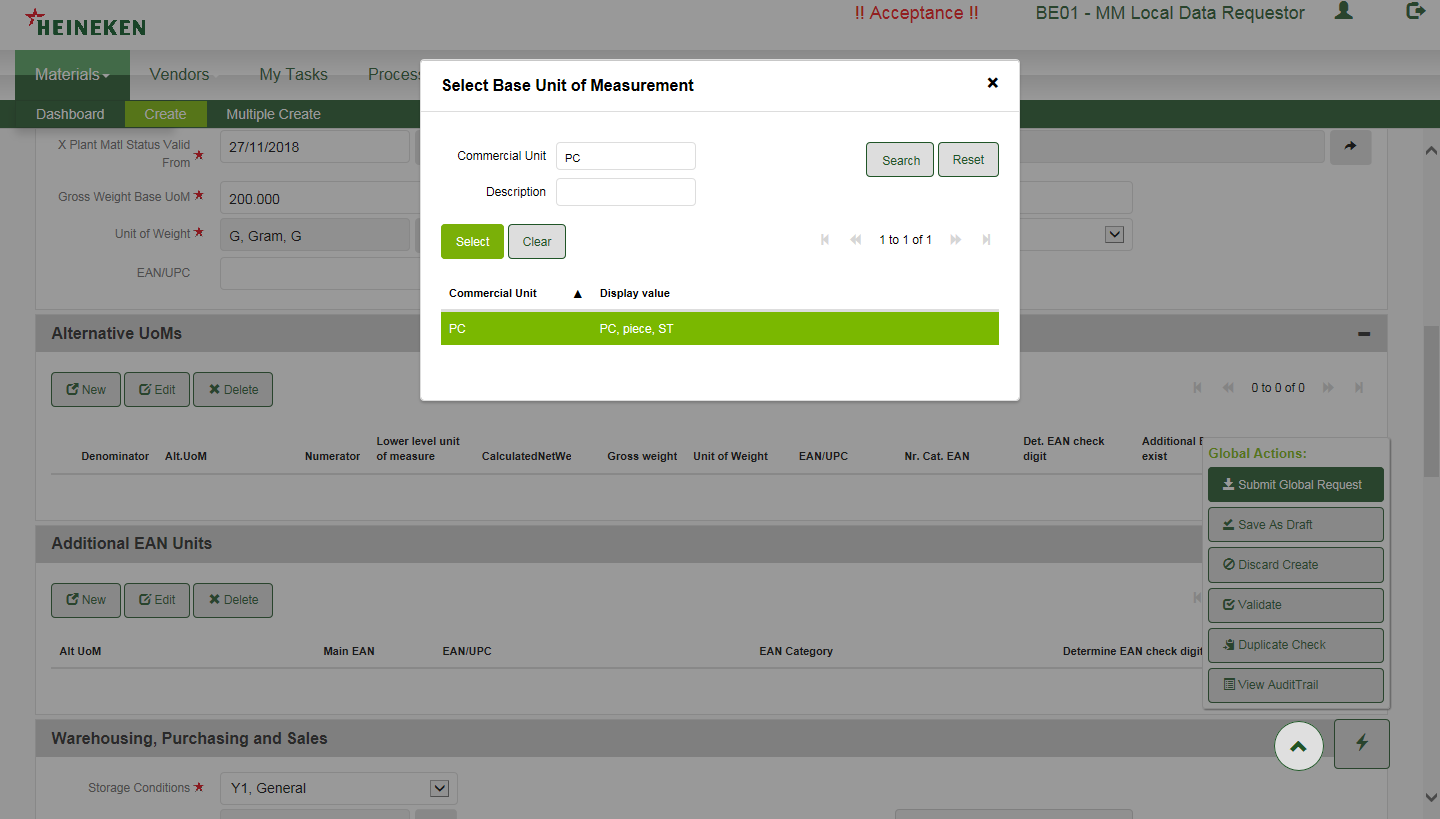 HEINEKEN
!! Acceptance !!
BE01 - MM Local Data Requestor
Materials
Vendors
My Tasks
Process
Dashboard
Create
Multiple Create
Select Base Unit of Measurement
X Plant Matl Status Valid
From
27/11/2018
Commercial Unit
PC
Search
Reset
Description
Gross Weight Base UoM
200.000
Unit of Weight
G, Gram, G
Select
Clear
1 to 1 of 1
EAN/UPC
Commercial Unit
Display value
PC
PC, piece, ST
Alternative UoMs
New
Edit
Delete
0 to 0 of 0
Denominator
Alt.UoM
Numerator
Lower level unit
of measure
CalculatedNetWe
Gross weight
Unit of Weight
EAN/UPC
Nr. Cat. EAN
Det. EAN check
digit
Additional E
exist
Global Actions:
Submit Global Request
Save As Draft
Discard Create
Validate
Duplicate Check
View AuditTrail
Additional EAN Units
New
Edit
Delete
Alt UoM
Main EAN
EAN/UPC
EAN Category
Determine EAN check digit
Warehousing, Purchasing and Sales
Storage Conditions
Y1, General